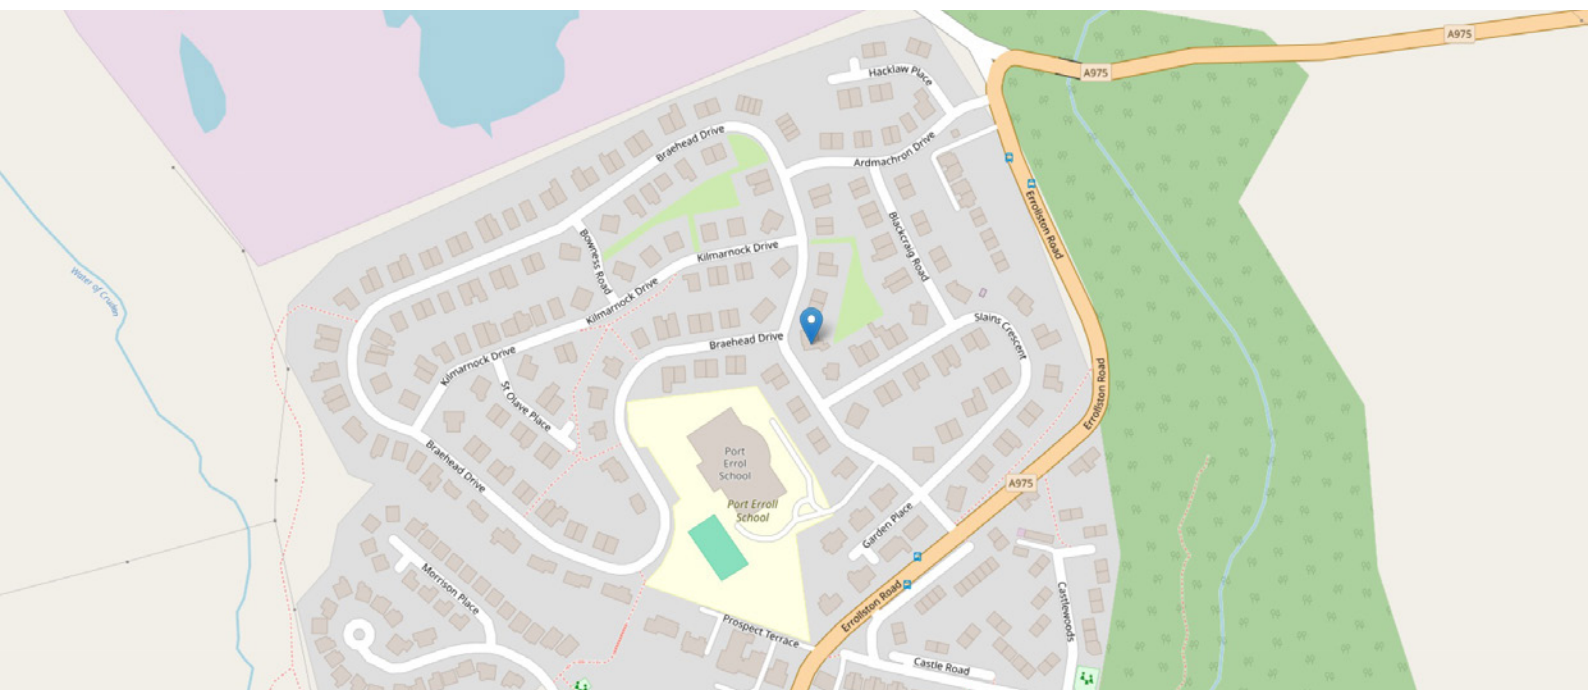 A975
A975
Hacklaw Place
Braehead Drive
Ardmachron Drive
Errollston Road
Blackcraig Road
Bowness Road
Kilmarnock Drive
Water of Cruden
Kilmarnock Drive
Slains Crescent
Braehead Drive
Kilmarnock Drive
St Olave Place
Errollston Road
Braehead Drive
Port
Errol
School
A975
Port Erroll
School
Garden Place
Morrison Place
Errollston Road
Castlewoods
Prospect Terrace
Castle Road